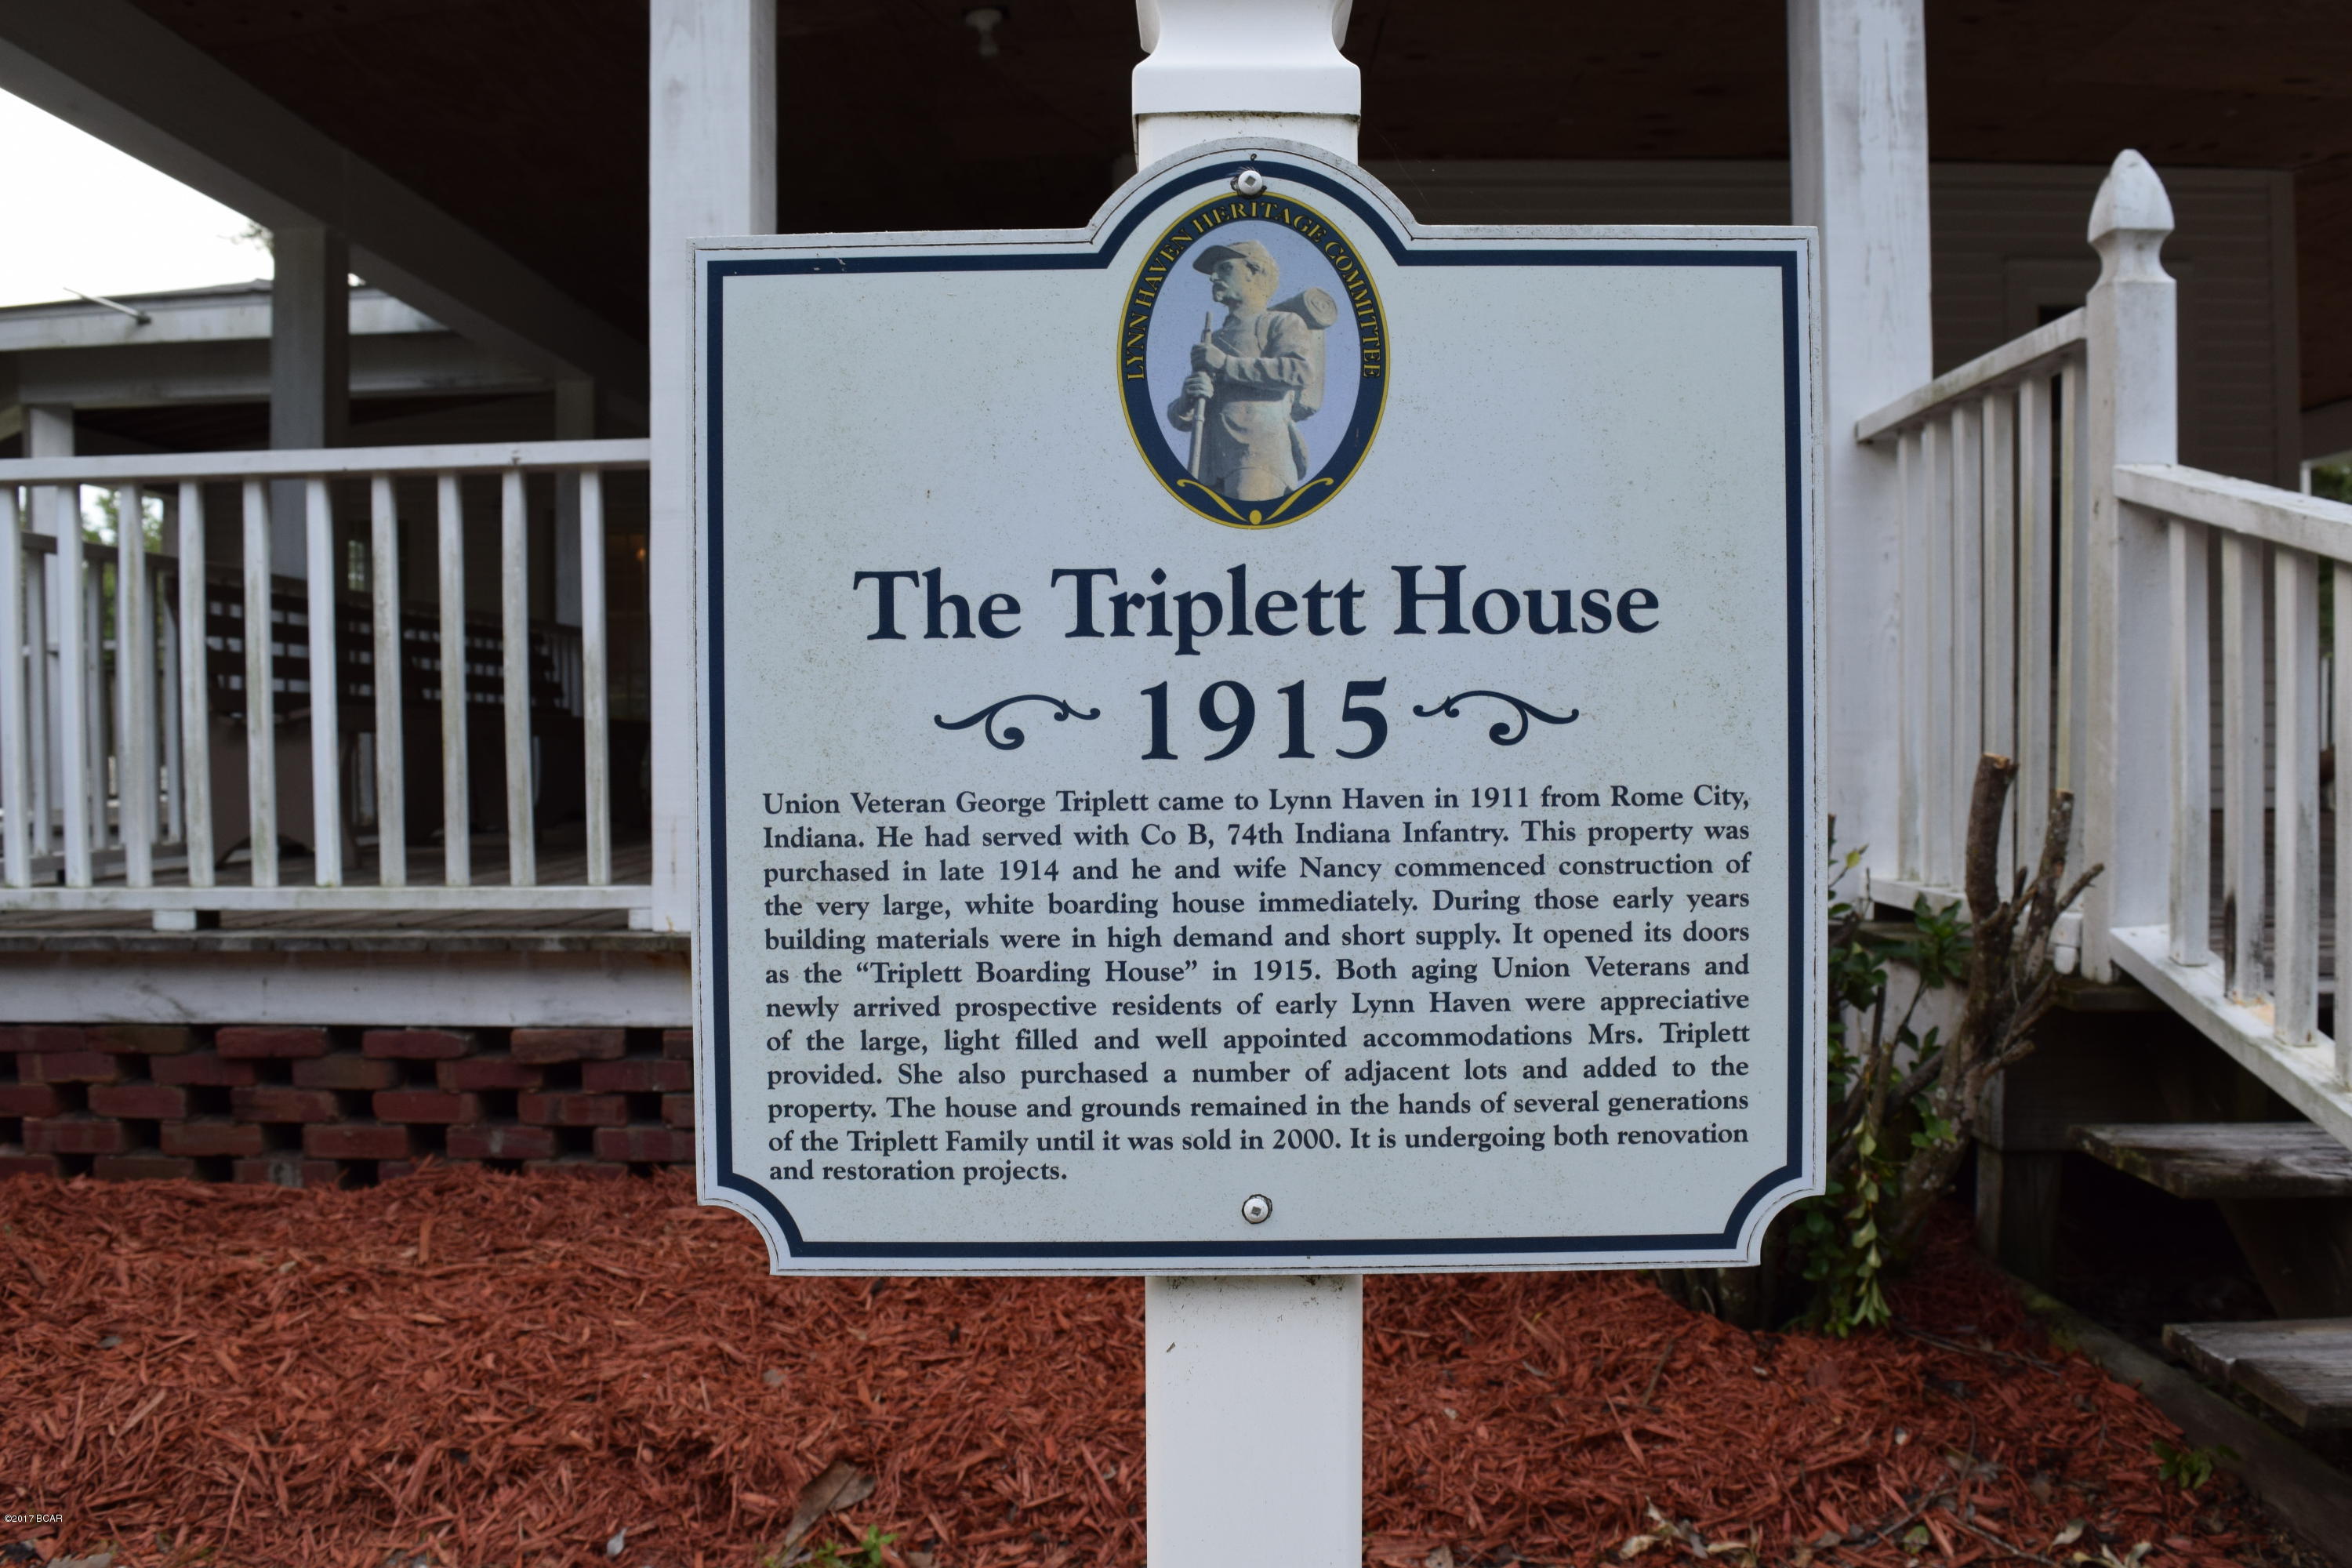 LYNN HAVEN HERITAGE COMMITTEE
The Triplett House
1915
Union Veteran George Triplett came to Lynn Haven in 1911 from Rome City,
Indiana. He had served with Co B, 74th Indiana Infantry. This property was
purchased in late 1914 and he and wife Nancy commenced construction of
the very large, white boarding house immediately. During those early years
building materials were in high demand and short supply. It opened its doors
as the “Triplett Boarding House” in 1915. Both aging Union Veterans and
newly arrived prospective residents of early Lynn Haven were appreciative
of the large, light filled and well appointed accommodations Mrs. Triplett
provided. She also purchased a number of adjacent lots and added to the
property. The house and grounds remained in the hands of several generations
of the Triplett Family until it was sold in 2000. It is undergoing both renovation
and restoration projects.
©2017 BCAR